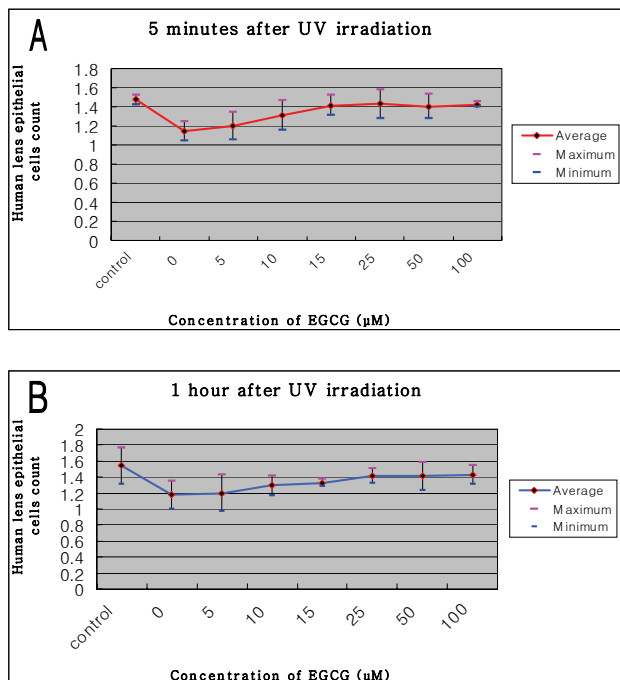 A
5 minutes after UV irradiation
Human lens epithelial
cells count
1.8
1.6
1.4
1.2
1
0.8
0.6
0.4
0.2
0
control
0
5
10
15
25
50
100
Concentration of EGCG (μM)
Average
Maximum
Minimum
B
1 hour after UV irradiation
Human lens epithelial
cells count
2
1.8
1.6
1.4
1.2
1
0.8
0.6
0.4
0.2
0
control
0
5
10
15
25
50
100
Concentration of EGCG (μM)
Average
Maximum
Minimum